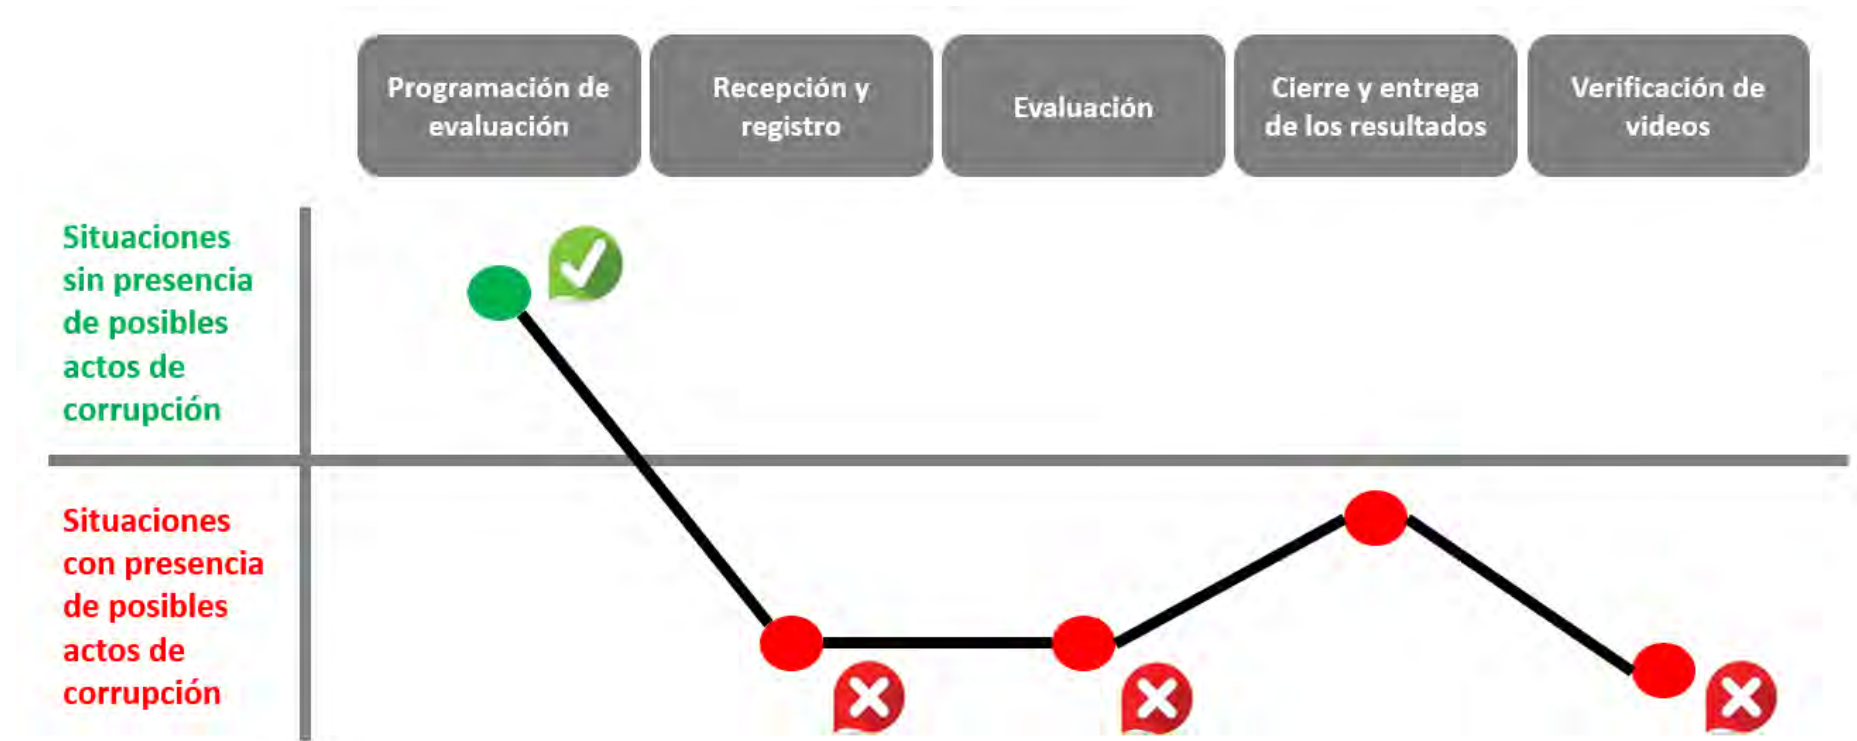 Programación de
evaluación
Recepción y
registro
Evaluación
Cierre y entrega
de los resultados
Verificación de
videos
Situaciones
sin presencia
de posibles
actos de
corrupción
Situaciones
con presencia
de posibles
actos de
corrupción